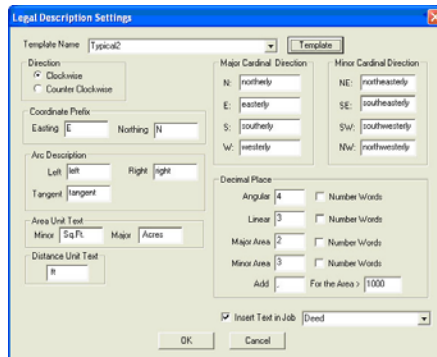 Legal Description Settings
Template Name Typical2 Template
Direction
Clockwise
Counter Clockwise
Coordinate Prefix
Easting E Northing N
Arc Description
Left left Right right
Tangent tangent
Area Unit Text
Minor Sq.Ft. Major Acres
Distance Unit Text
ft
Major Cardinal Direction
N: northerly
E: easterly
S: southerly
W: westerly
Minor Cardinal Direction
NE: northeasterly
SE: southeasterly
SW: southwesterly
NW: northwesterly
Decimal Place
Angular 4 Number Words
Linear 3 Number Words
Major Area 2 Number Words
Minor Area 3 Number Words
Add , For the Area > 1000
Insert Text in Job Deed
OK Cancel